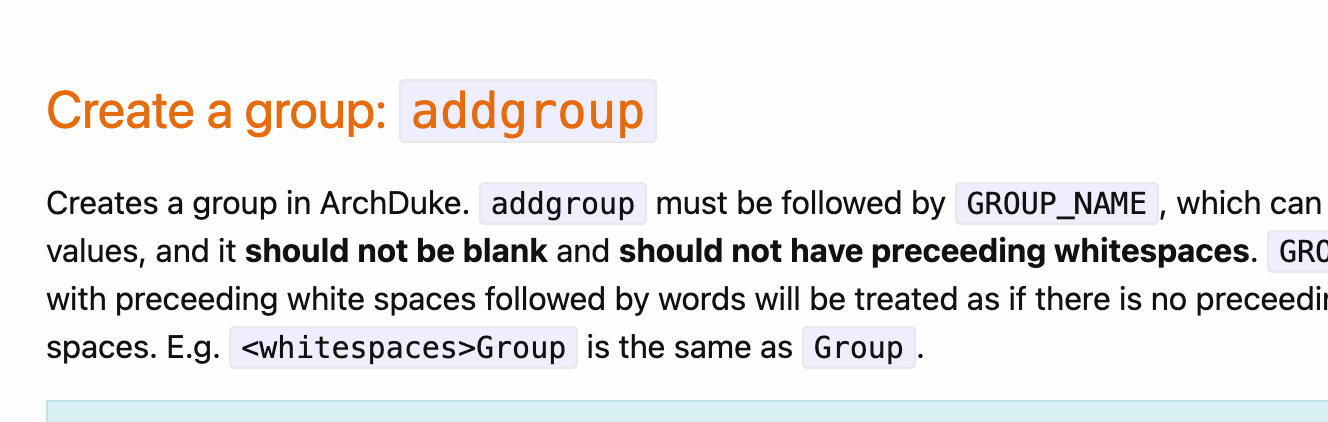 Create a group: addgroup
Creates a group in ArchDuke. addgroup must be followed by GROUP_NAME, which can
values, and it should not be blank and should not have preceeding whitespaces.
with preceeding white spaces followed by words will be treated as if there is no
spaces. E.g. <whitespaces>Group is the same as Group.